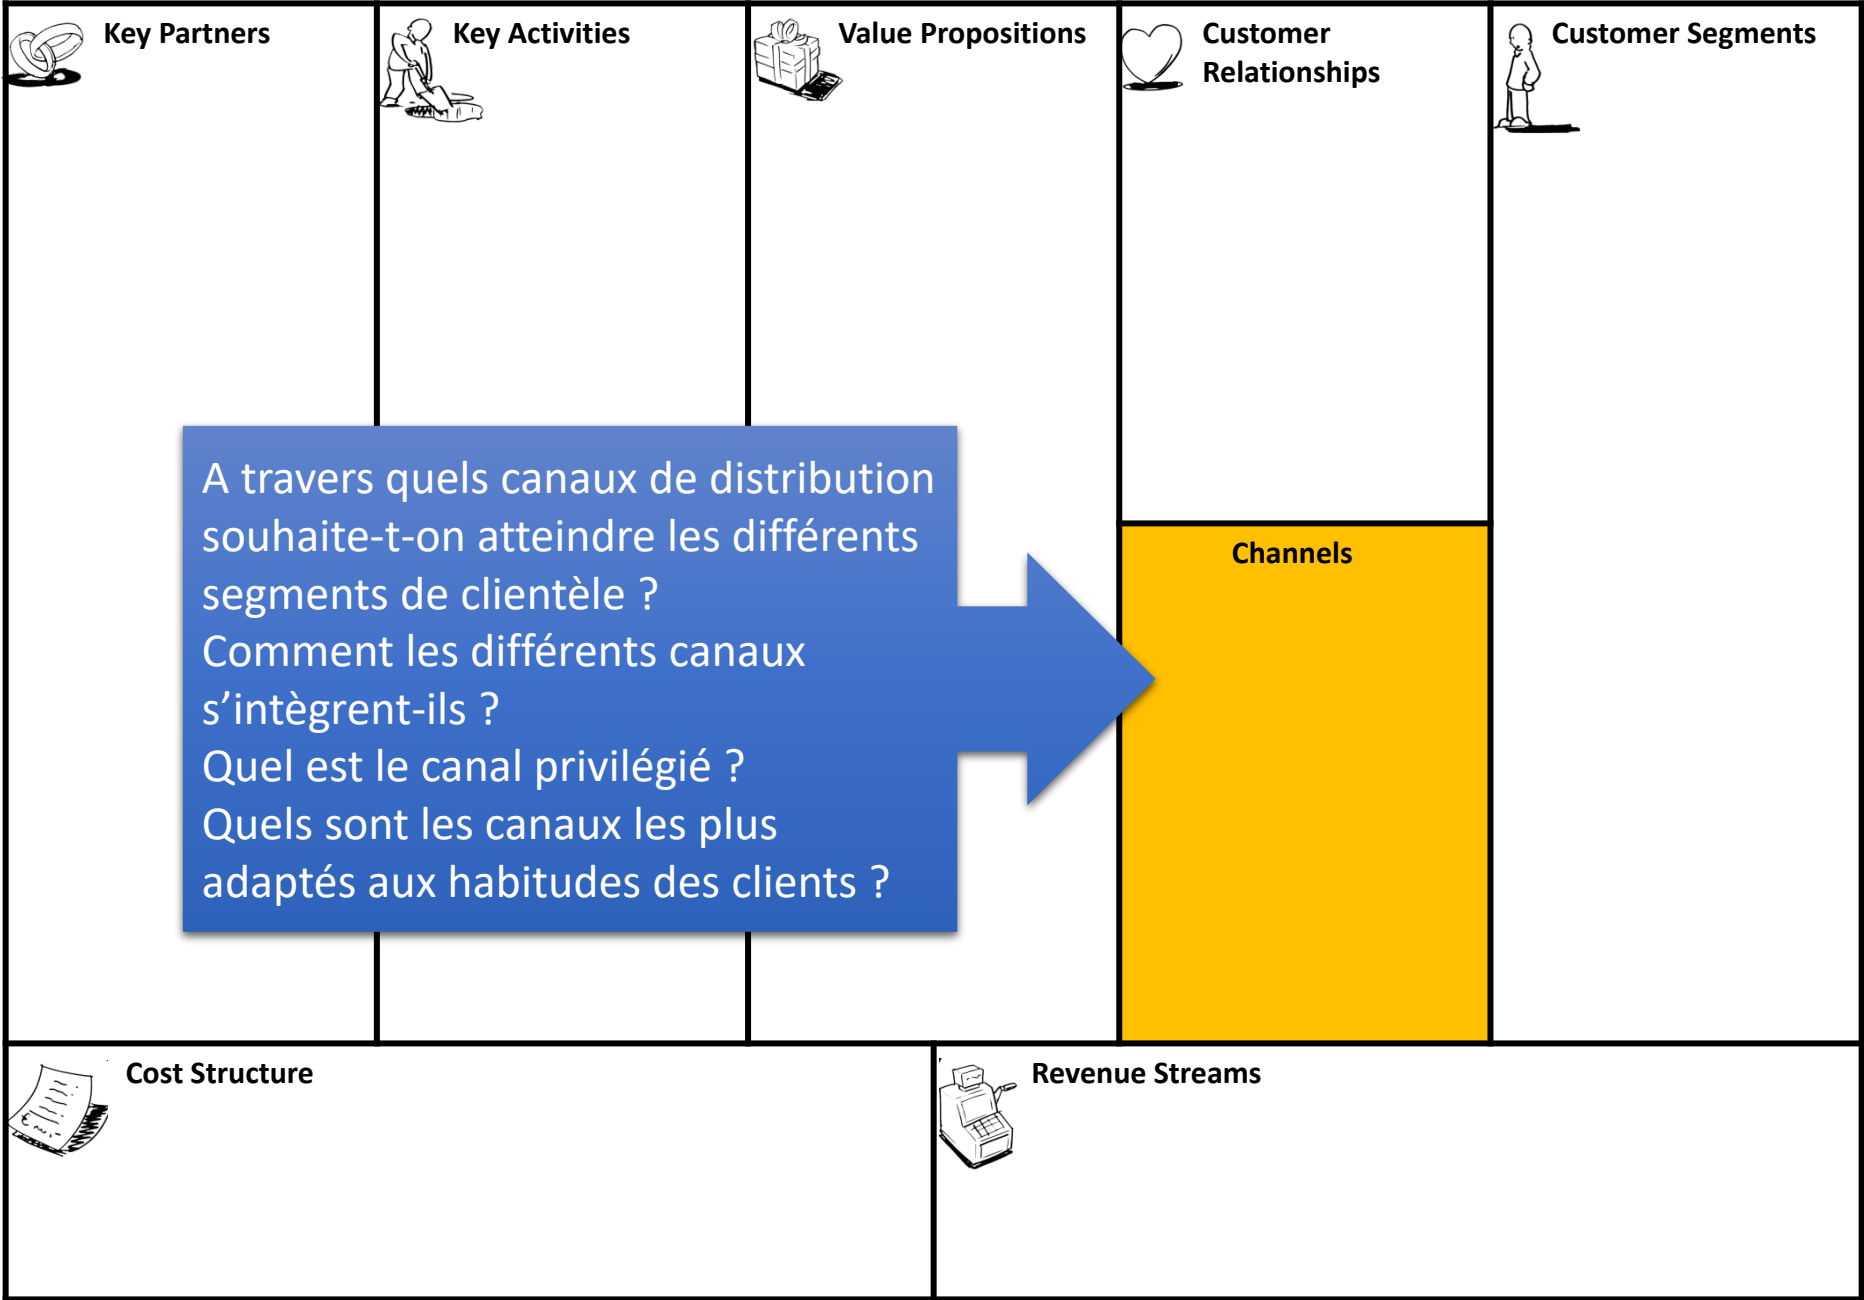 Key Partners
Key Activities
Value Propositions
Customer
Relationships
Customer Segments
A travers quels canaux de distribution
souhaite-t-on atteindre les différents
segments de clientèle ?
Comment les différents canaux
s’intègrent-ils ?
Quel est le canal privilégié ?
Quels sont les canaux les plus
adaptés aux habitudes des clients ?
Channels
Cost Structure
Revenue Streams